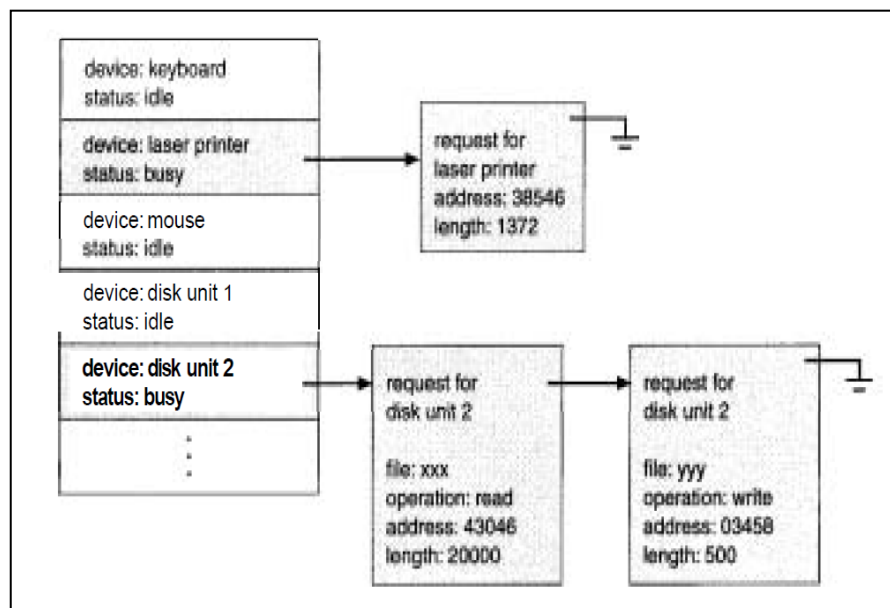 device: keyboard
status: idle
device: laser printer
status: busy
device: mouse
status: idle
device: disk unit 1
status: idle
device: disk unit 2
status: busy
request for
laser printer
address: 38546
length: 1372
request for
disk unit 2
file: xxx
operation: read
address: 43046
length: 20000
request for
disk unit 2
file: yyy
operation: write
address: 03458
length: 500